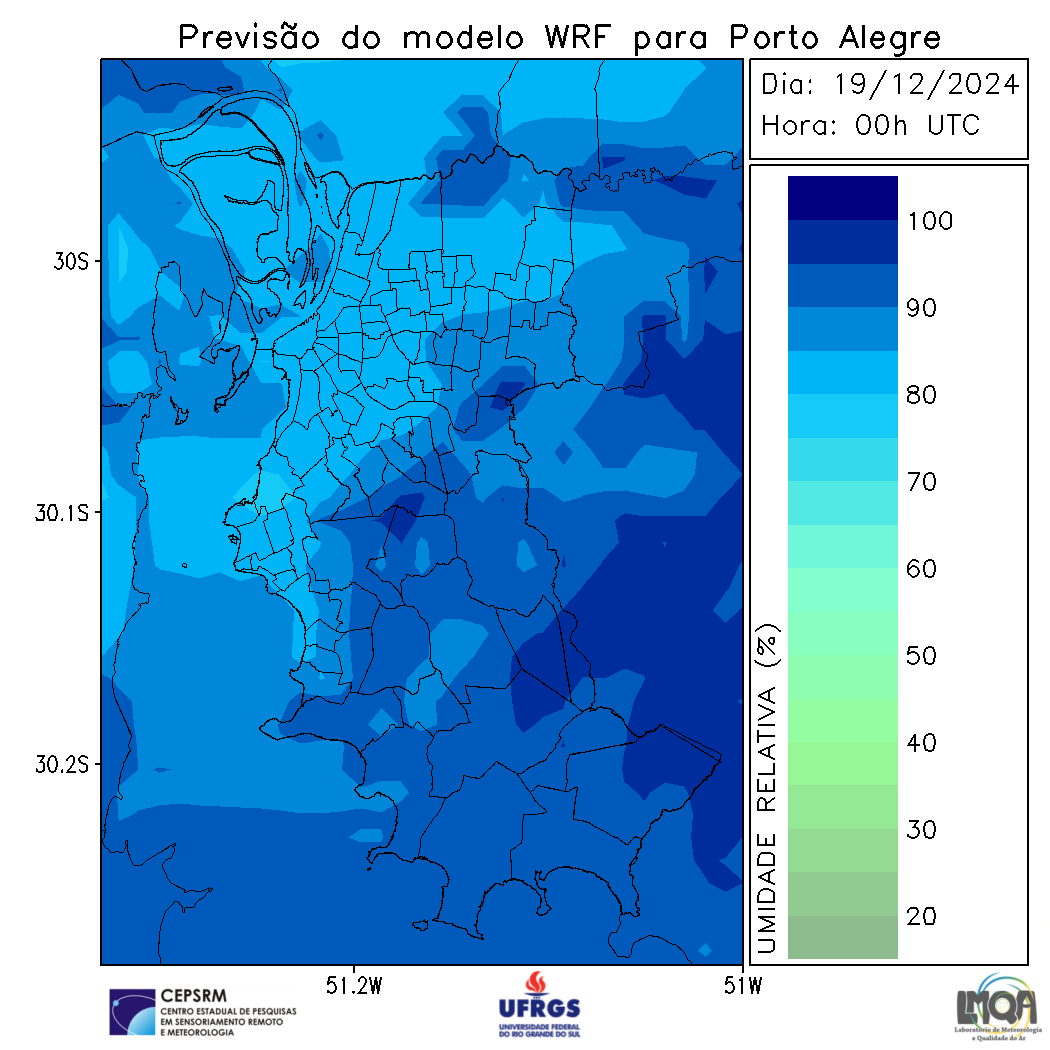 Previsão do modelo WRF para Porto Alegre
Dia: 19/12/2024
Hora: 00h UTC
30S
30.1S
30.2S
51.2W
51W
100
90
80
70
60
50
40
30
20
UMIDADE RELATIVA (%)
CEPSRM
CENTRO ESTADUAL DE PESQUISAS
EM SENSORIAMENTO REMOTO
E METEOROLOGIA
UFRGS
UNIVERSIDADE FEDERAL
DO RIO GRANDE DO SUL
LMQA
Laboratório de Meteorologia
e Qualidade do Ar